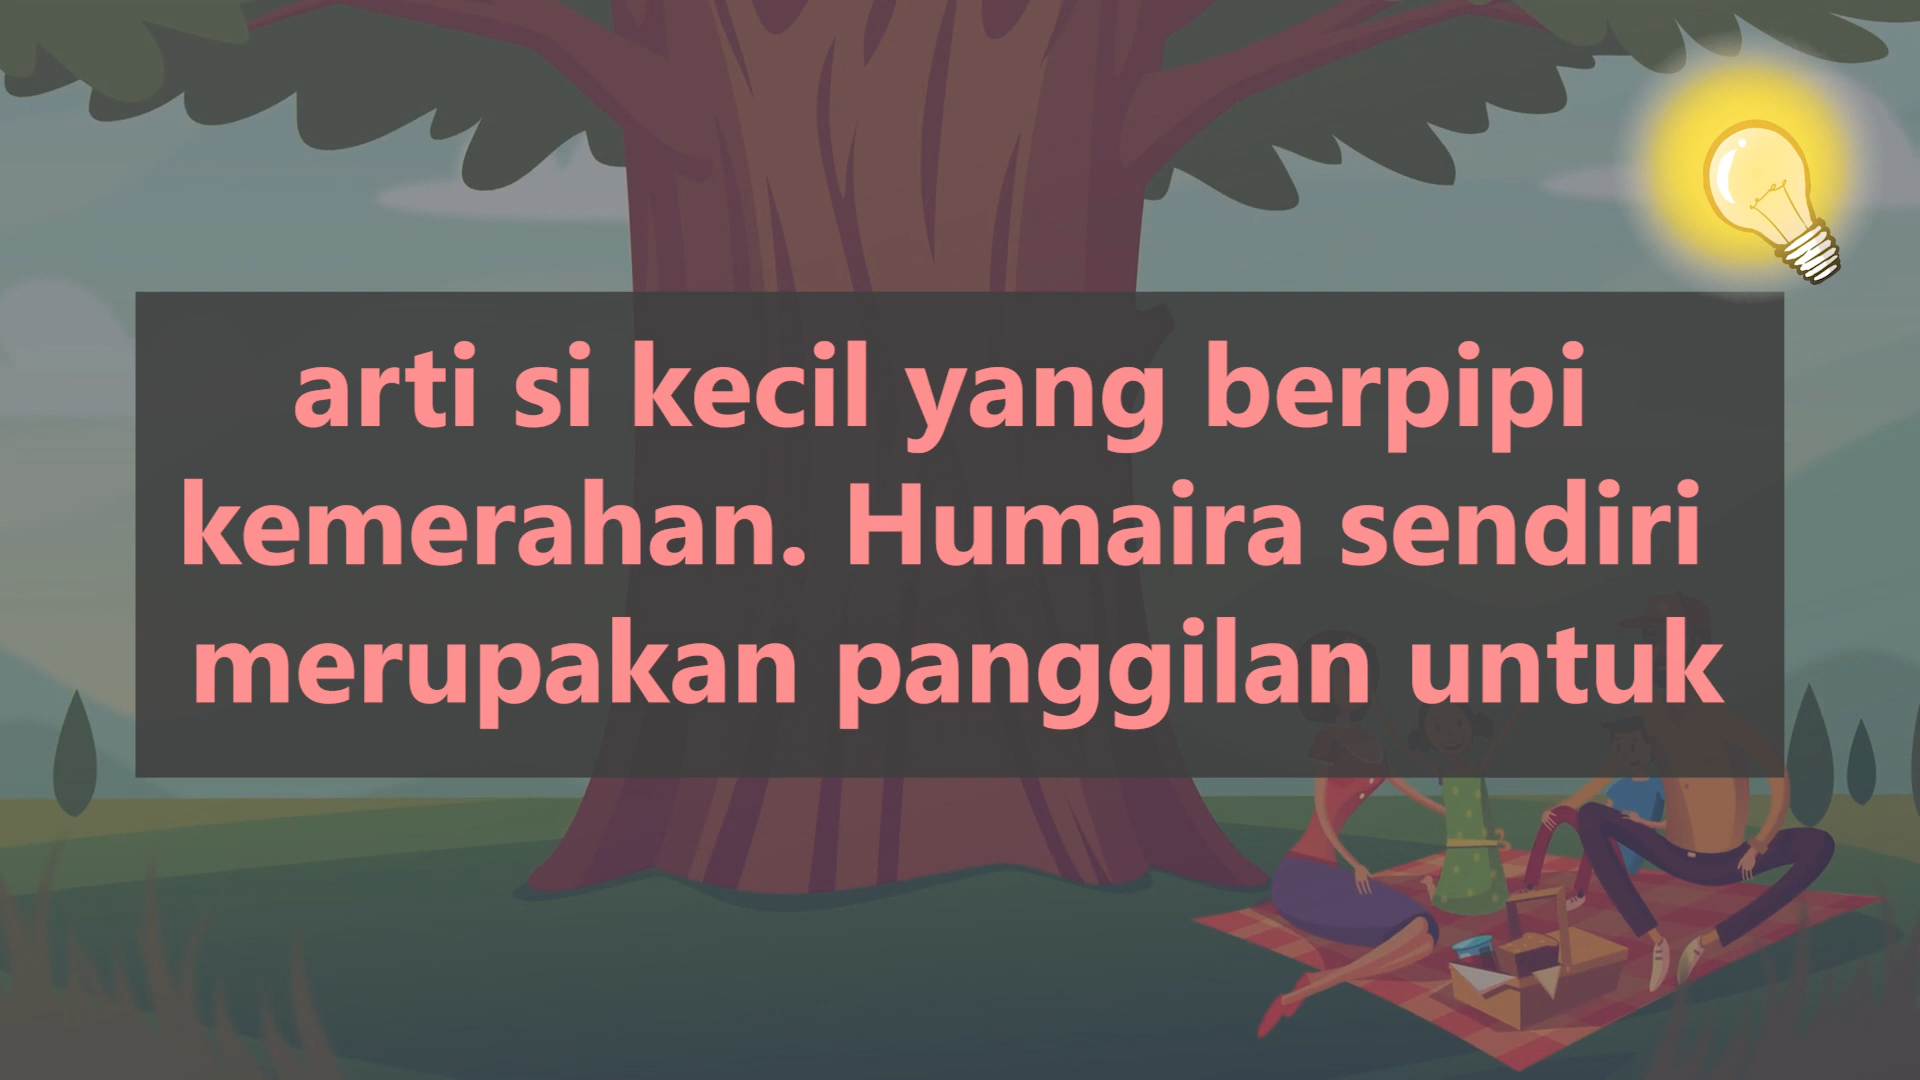 arti si kecil yang berpipi
kemerahan. Humaira sendiri
merupakan panggilan untuk